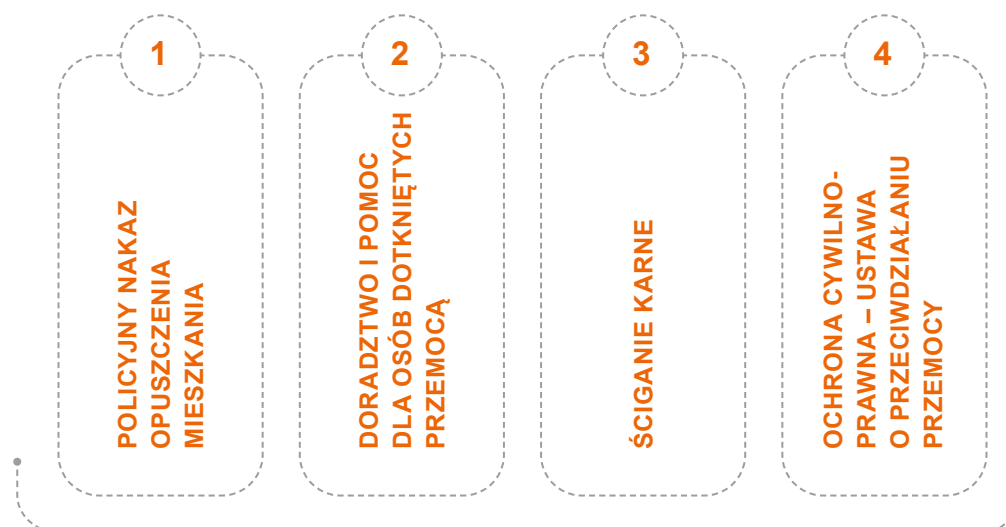 1
POLICYJNY NAKAZ
OPUSZCZENIA
MIESZKANIA
2
DORADZTWO I POMOC
DLA OSÓB DOTKNIĘTYCH
PRZEMOCĄ
3
ŚCIGANIE KARNE
4
OCHRONA CYWILNO-
PRAWNA – USTAWA
O PRZECIWDZIAŁANIU
PRZEMOCY